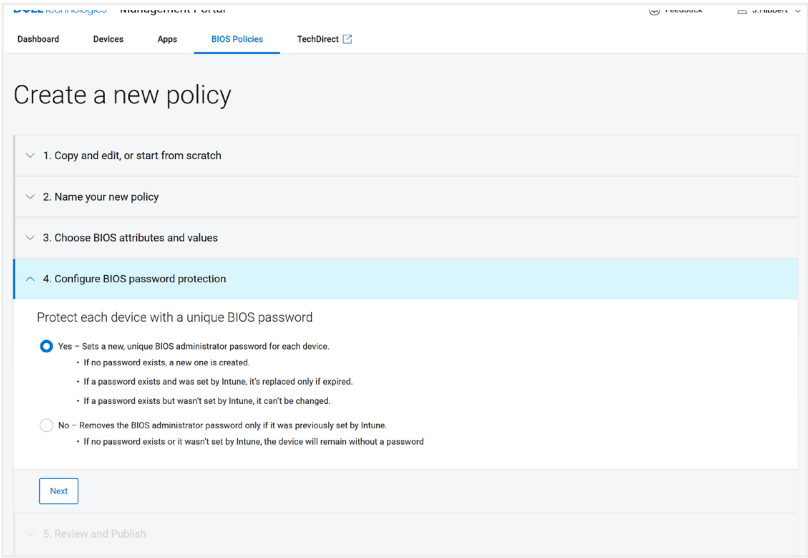 DELL Technologies Management Portal Feedback S.Hibbert
Dashboard Devices Apps BIOS Policies TechDirect
Create a new policy
1. Copy and edit, or start from scratch
2. Name your new policy
3. Choose BIOS attributes and values
4. Configure BIOS password protection
Protect each device with a unique BIOS password
Yes – Sets a new, unique BIOS administrator password for each device.
• If no password exists, a new one is created.
• If a password exists and was set by Intune, it's replaced only if expired.
• If a password exists but wasn't set by Intune, it can't be changed.
No – Removes the BIOS administrator password only if it was previously set by Intune.
• If no password exists or it wasn't set by Intune, the device will remain without a password
Next
5. Review and Publish